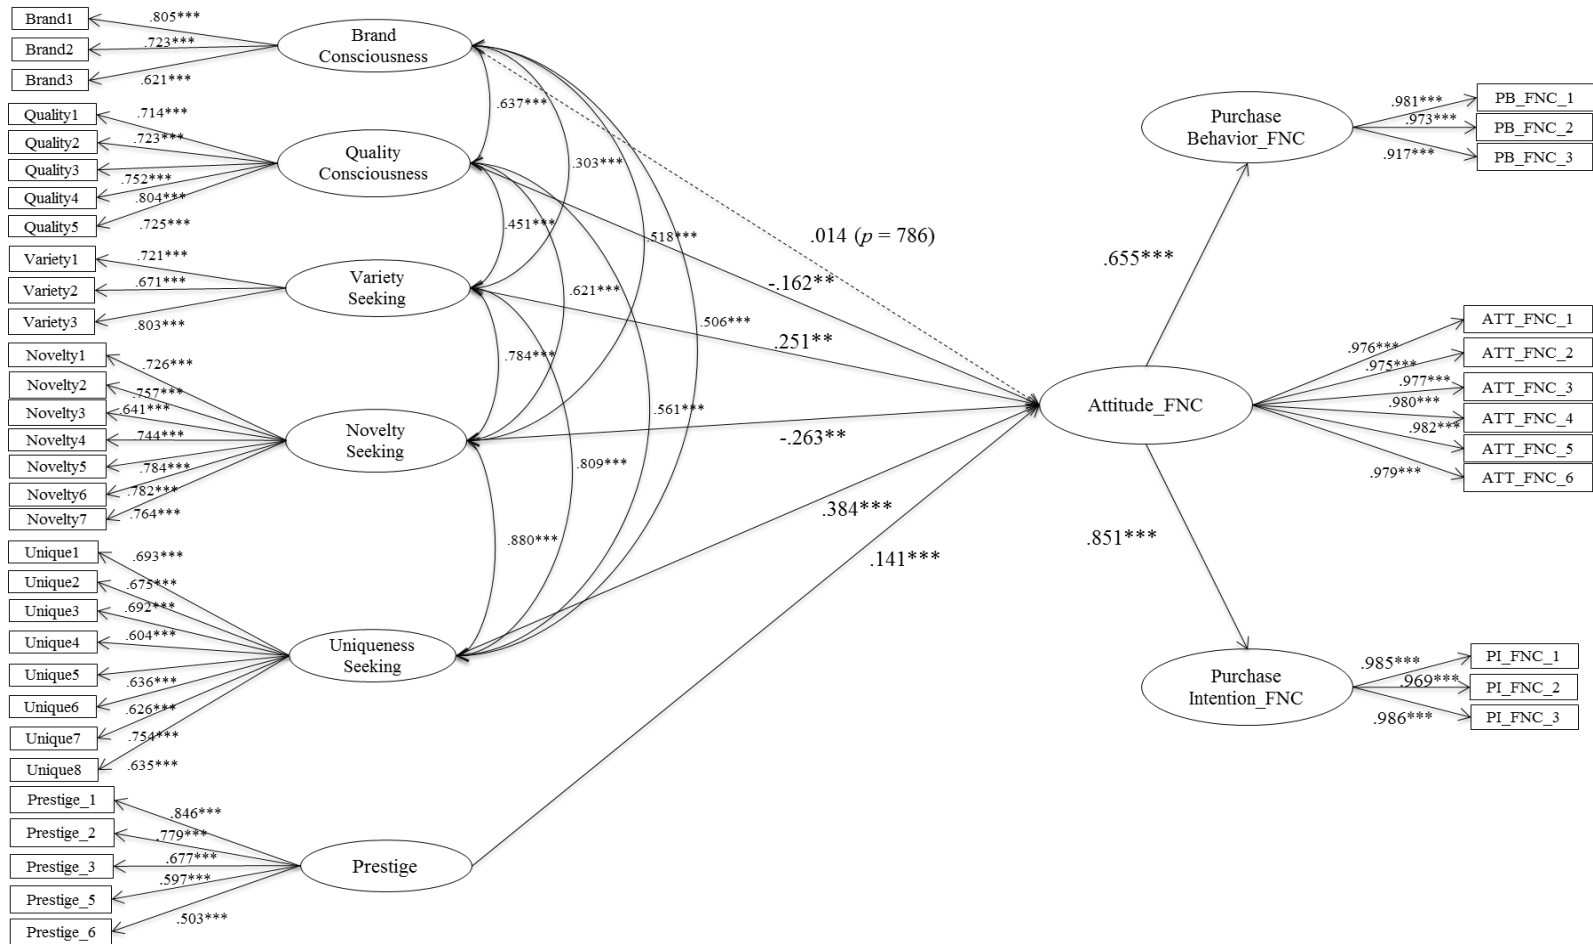 Brand1
Brand2
Brand3
.805***
.723***
.621***
Brand
Consciousness
Quality1
Quality2
Quality3
Quality4
Quality5
.714***
.723***
.752***
.804***
.725***
Quality
Consciousness
Variety1
Variety2
Variety3
.721***
.671***
.803***
Variety
Seeking
Novelty1
Novelty2
Novelty3
Novelty4
Novelty5
Novelty6
Novelty7
.726***
.757***
.641***
.744***
.784***
.782***
.764***
Novelty
Seeking
Unique1
Unique2
Unique3
Unique4
Unique5
Unique6
Unique7
Unique8
.693***
.675***
.692***
.604***
.636***
.626***
.754***
.635***
Uniqueness
Seeking
Prestige_1
Prestige_2
Prestige_3
Prestige_5
Prestige_6
.846***
.779***
.677***
.597***
.503***
Prestige
.637***
.303***
.451***
.518***
.621***
.506***
.784***
.561***
.809***
.880***
.014 (p = 786)
-.162**
.251**
-.263**
.384***
.141***
Attitude_FNC
.655***
.851***
Purchase
Behavior_FNC
.981***
.973***
.917***
PB_FNC_1
PB_FNC_2
PB_FNC_3
.976***
.975***
.977***
.980***
.982***
.979***
ATT_FNC_1
ATT_FNC_2
ATT_FNC_3
ATT_FNC_4
ATT_FNC_5
ATT_FNC_6
Purchase
Intention_FNC
.985***
.969***
.986***
PI_FNC_1
PI_FNC_2
PI_FNC_3